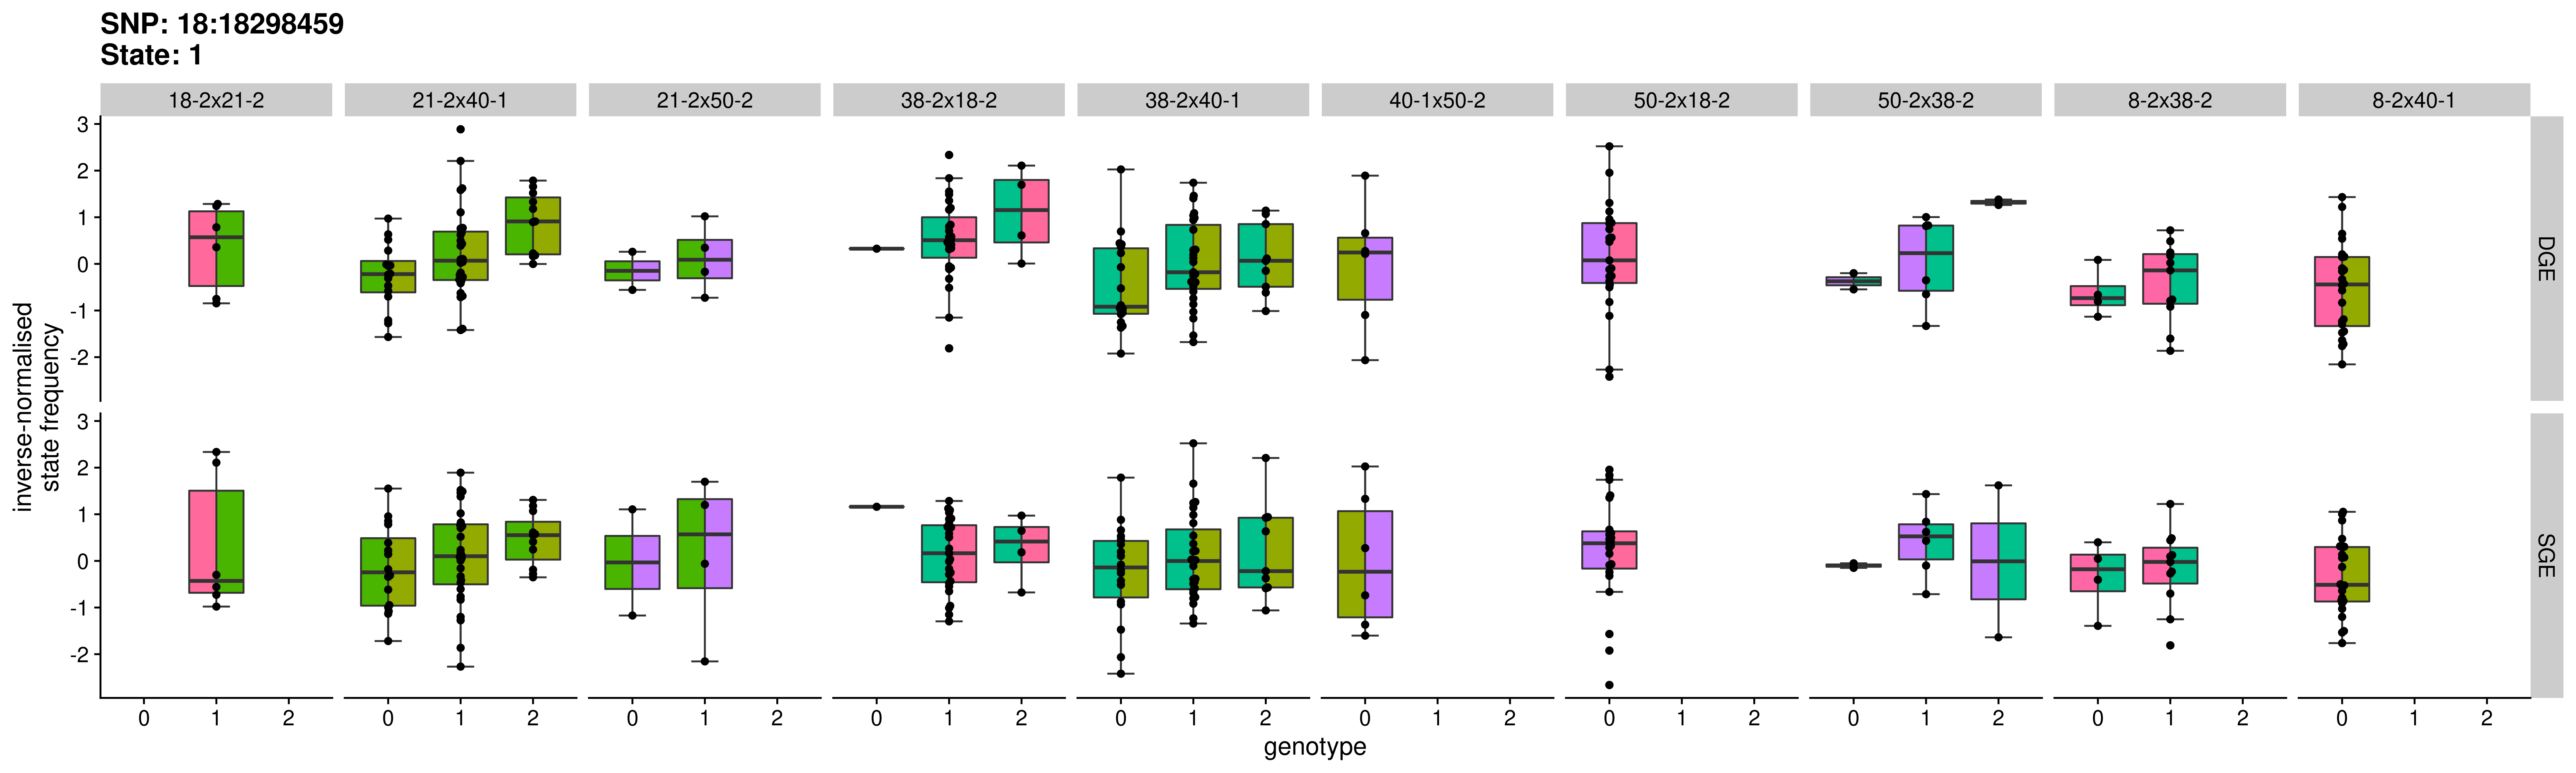 SNP: 18:18298459
State: 1
18-2x21-2 21-2x40-1 21-2x50-2 38-2x18-2 38-2x40-1 40-1x50-2 50-2x18-2 50-2x38-2 8-2x38-2 8-2x40-1
3
2
1
0
-1
-2
DGE
inverse-normalised
state frequency
3
2
1
0
-1
-2
SGE
0 1 2 0 1 2 0 1 2 0 1 2 0 1 2 0 1 2 0 1 2 0 1 2 0 1 2 0 1 2
genotype